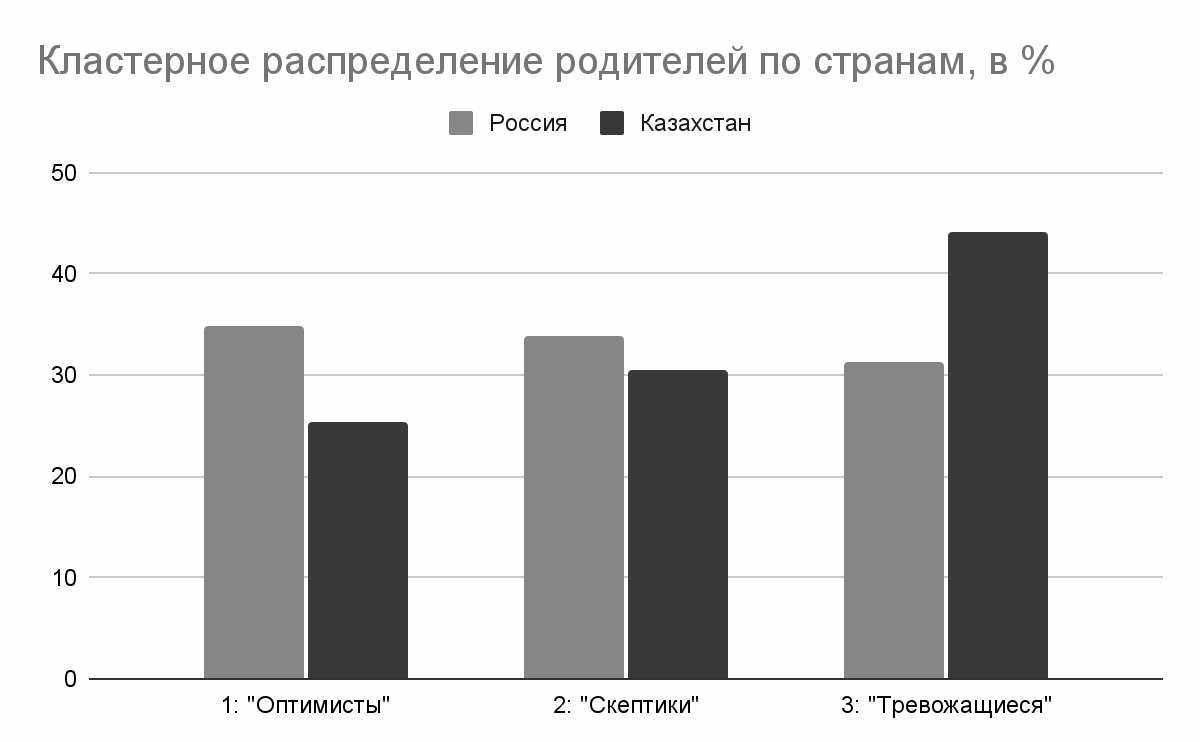 Кластерное распределение родителей по странам, в %
Россия Казахстан
50
40
30
20
10
0
1: "Оптимисты" 2: "Скептики" 3: "Тревожащиеся"